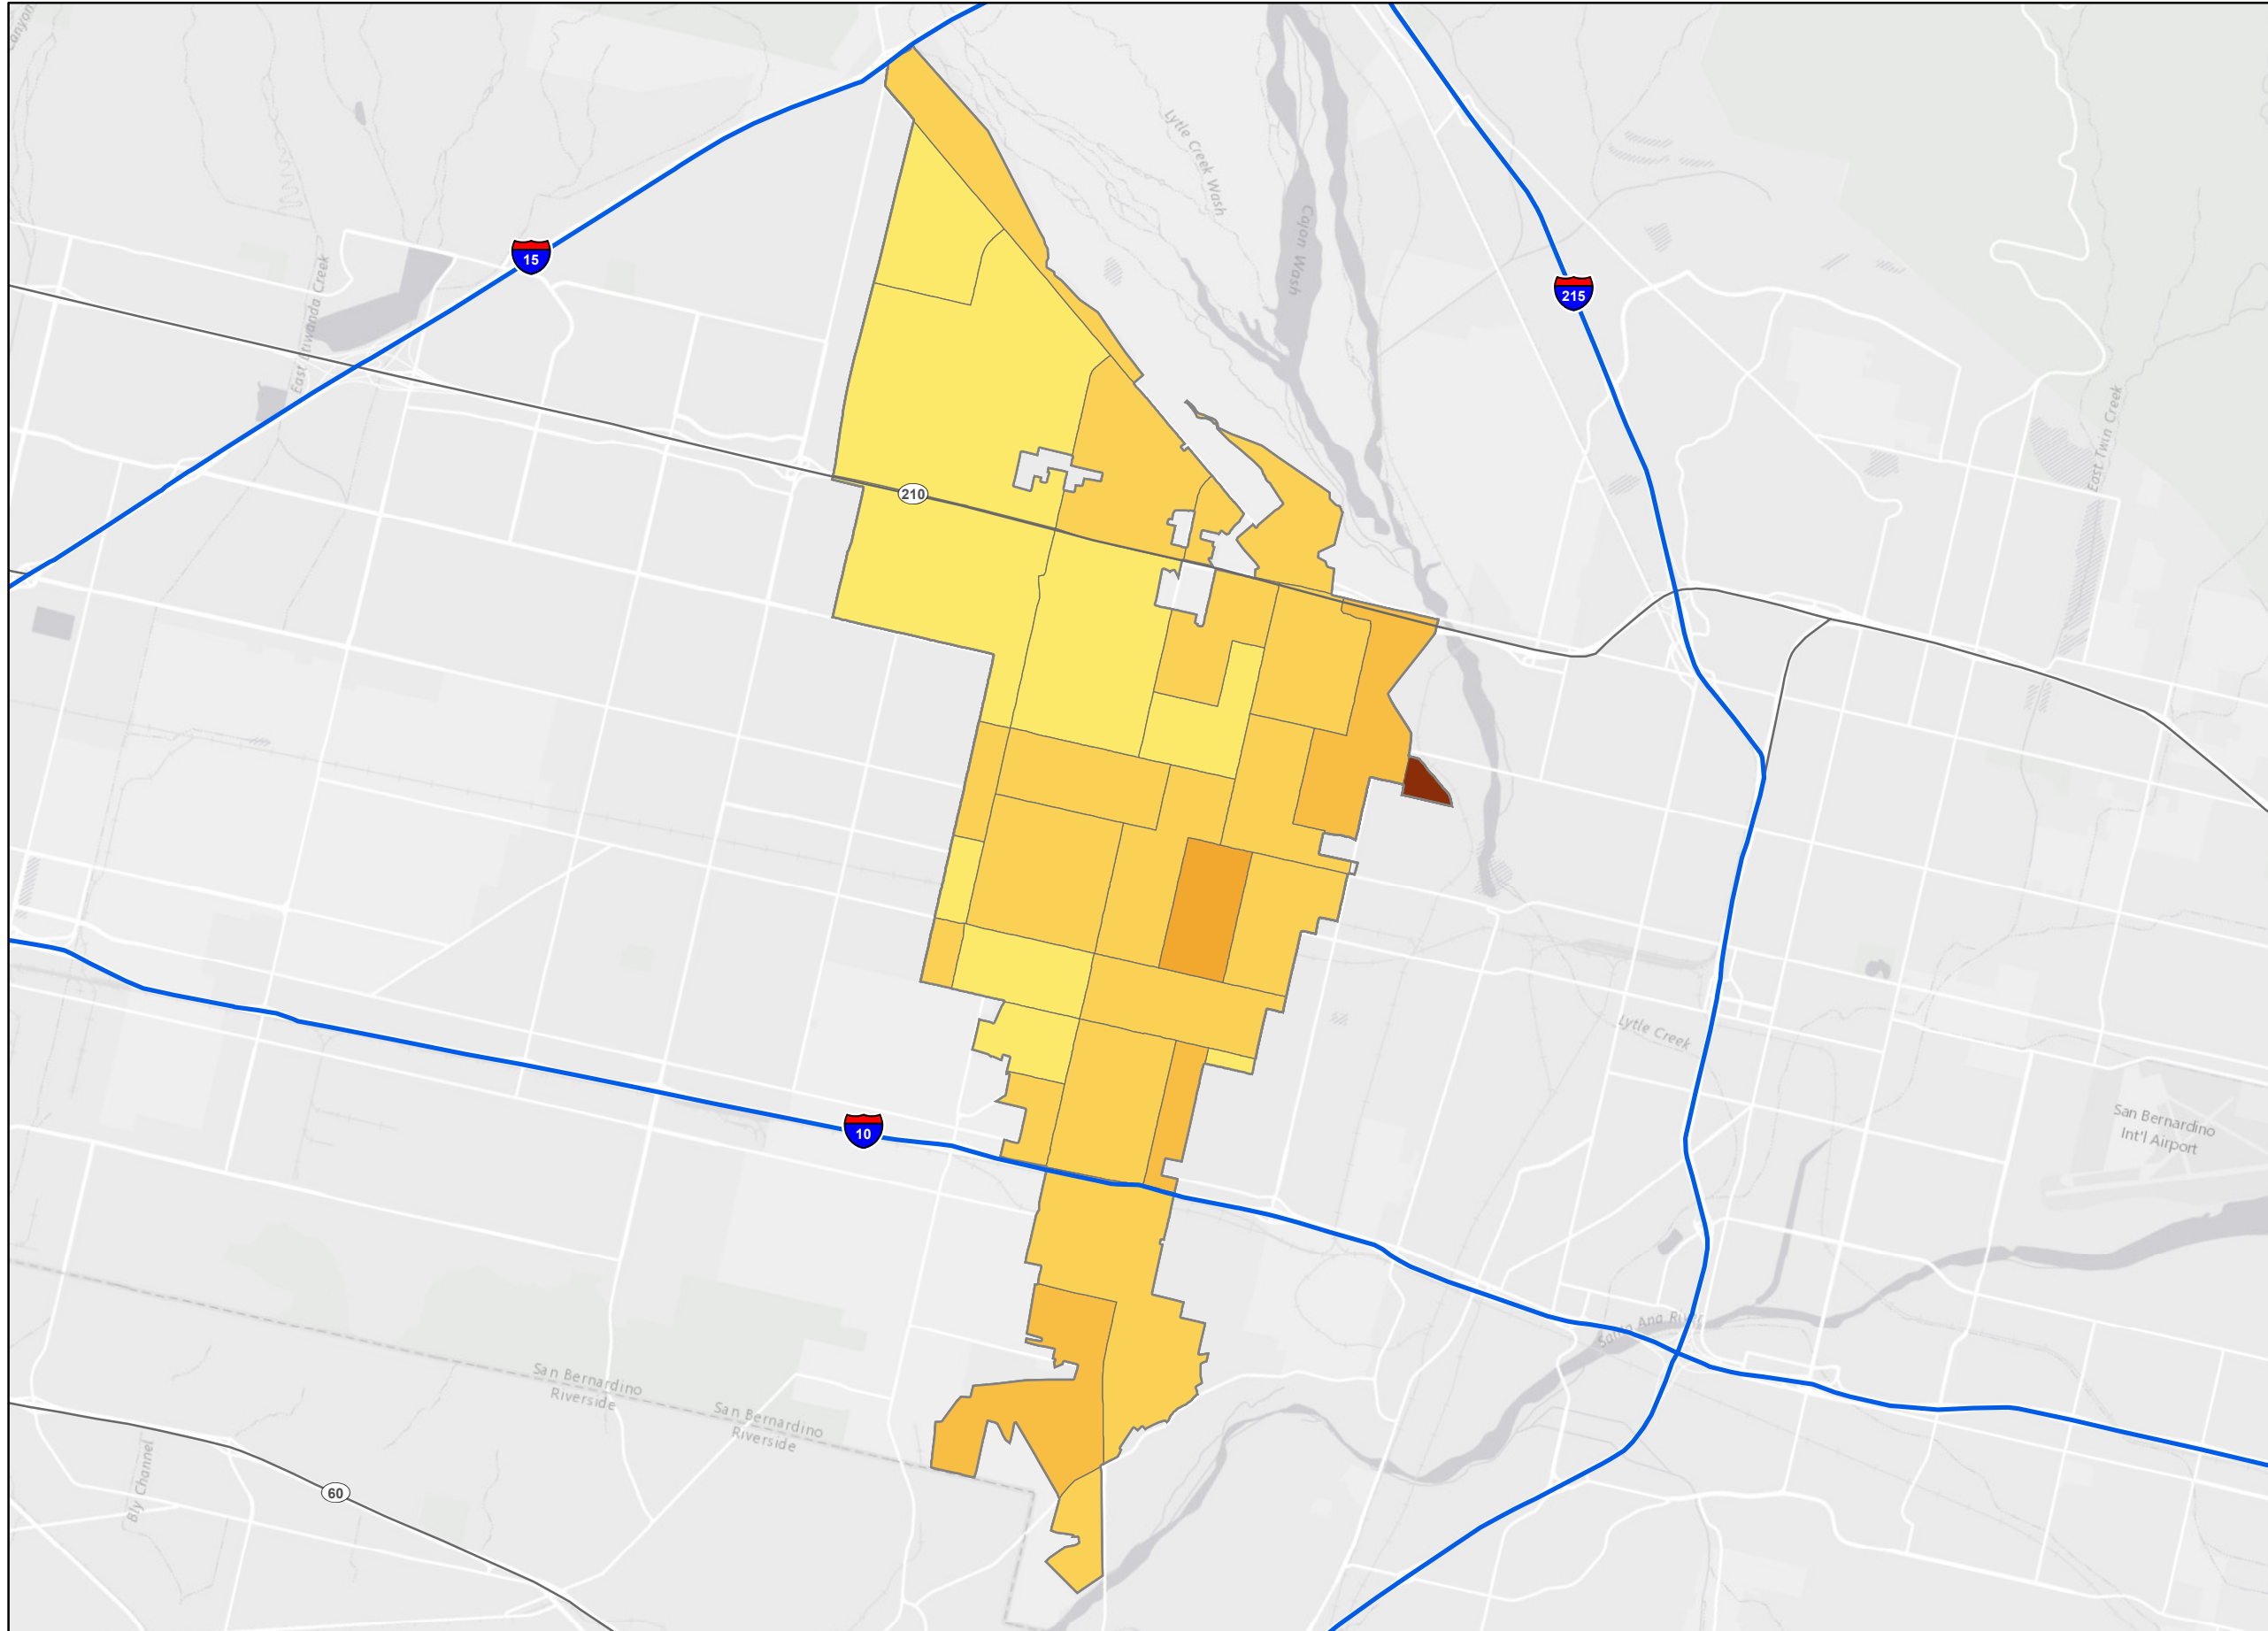 Canyon
Lytle Creek Wash
Cajon Wash
15
215
East Etiwanda Creek
East Twin Creek
210
Lytle Creek
10
San Bernardino
Int'l Airport
Santa Ana River
San Bernardino
Riverside
San Bernardino
Riverside
Bly Channel
60